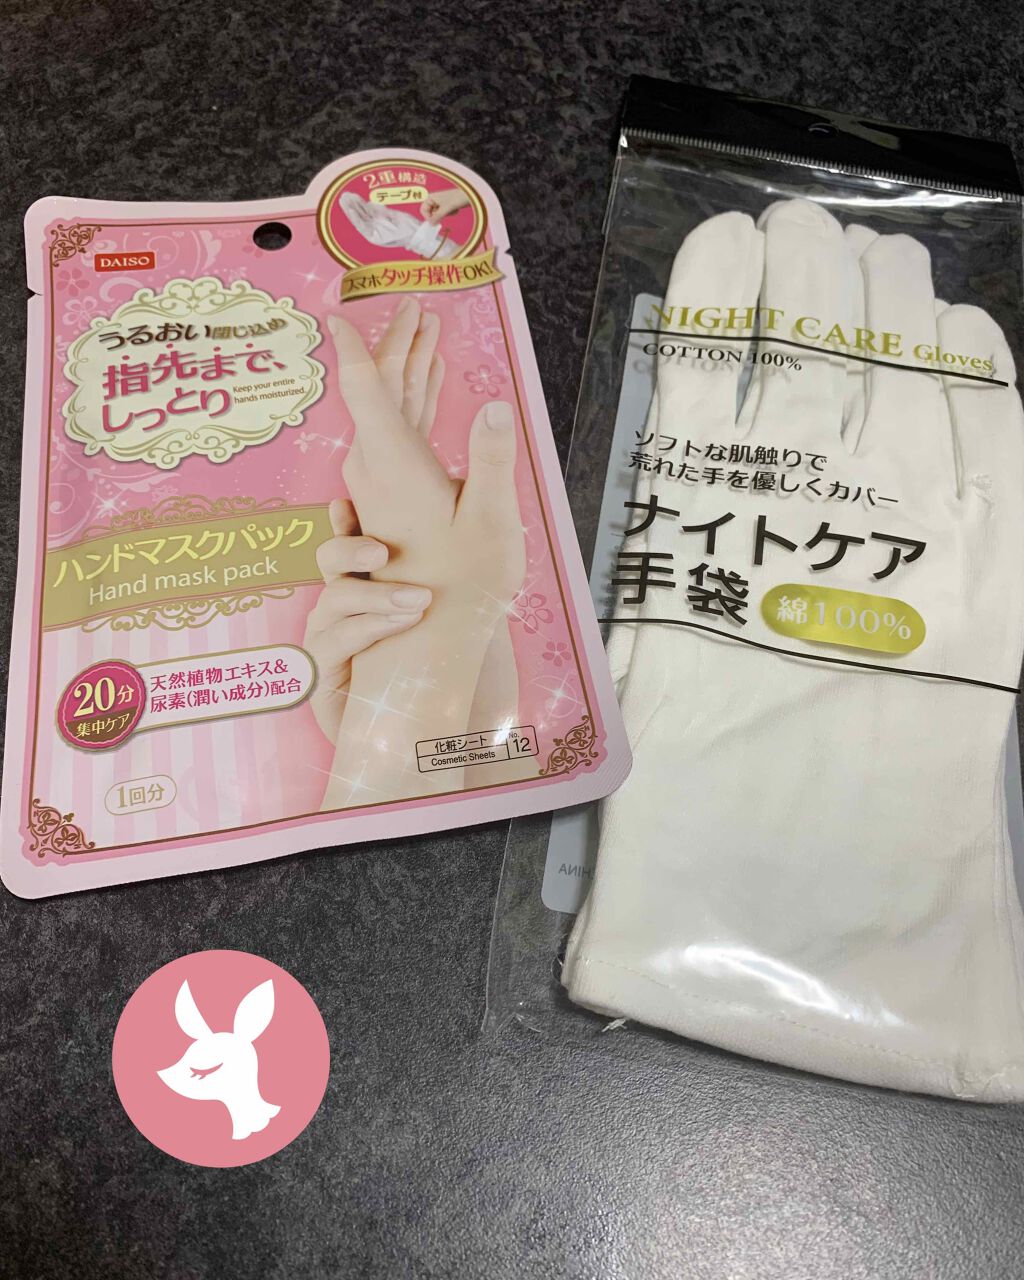 2重構造
テープ付
スマホタッチ操作OK!
DAISO
うるおい閉じ込め
指先まで、
しっとり
Keep your entire
hands moisturized.
ハンドマスクパック
Hand mask pack
20分
集中ケア
天然植物エキス&
尿素(潤い成分)配合
1回分
化粧シート
Cosmetic Sheets
No.
12
NIGHT CARE Gloves
COTTON 100%
ソフトな肌触りで
荒れた手を優しくカバー
ナイトケア
手袋
綿100%